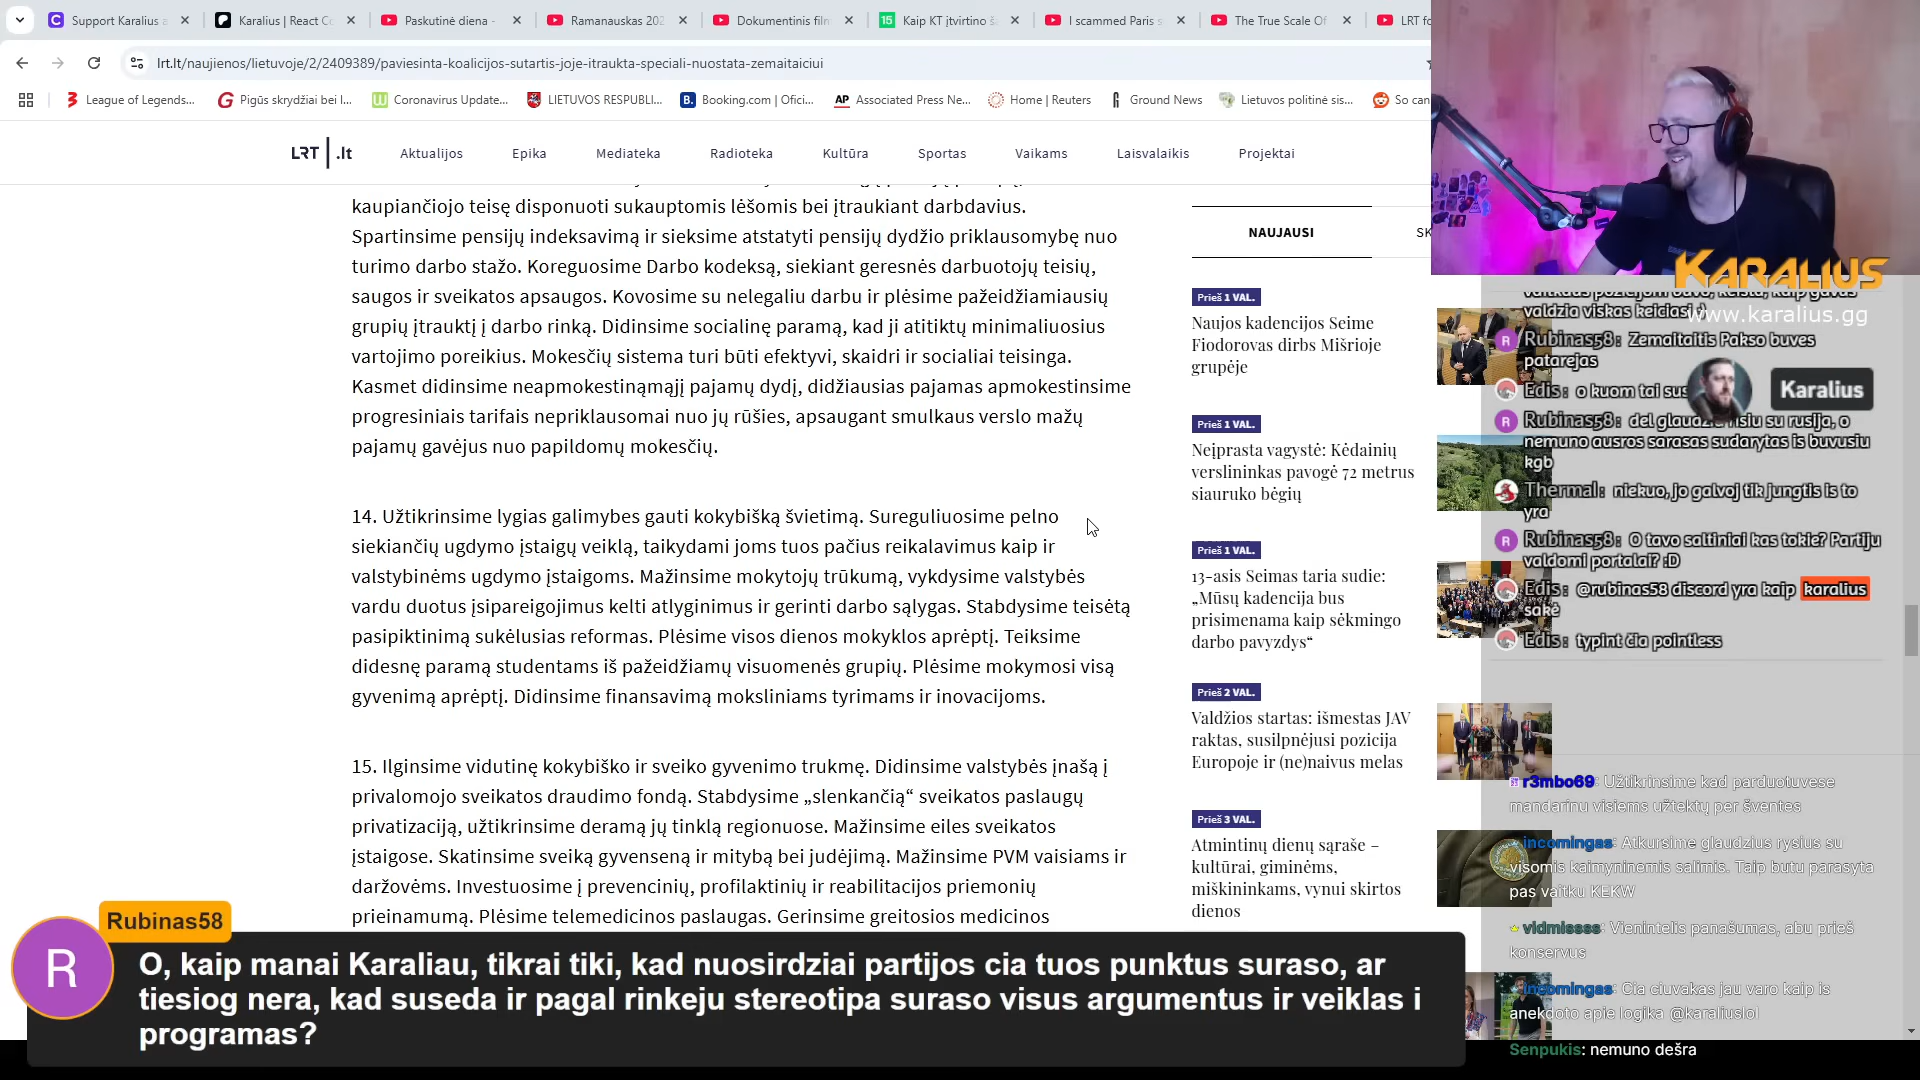 Support Karalius a
Karalius | React Co
Paskutinė diena -
Ramanauskas 202
Dokumentinis film
Kaip KT įtvirtino š
I scammed Paris
The True Scale Of
LRT fo
lrt.lt/naujienos/lietuvoje/2/2409389/paviesinta-koalicijos-sutartis-joje-itraukta-speciali-nuostata-zemaitaiciui
League of Legends...
Pigūs skrydžiai bei l...
Coronavirus Update...
LIETUVOS RESPUBLI...
Booking.com | Ofici...
Associated Press Ne...
Home | Reuters
Ground News
Lietuvos politinė sis...
So can
LRT .lt
Aktualijos
Epika
Mediateka
Radioteka
Kultūra
Sportas
Vaikams
Laisvalaikis
Projektai
kaupiančiojo teisę disponuoti sukauptomis lėšomis bei įtraukiant darbdavius.
Spartinsime pensijų indeksavimą ir sieksime atstatyti pensijų dydžio priklausomybę nuo
turimo darbo stažo. Koreguosime Darbo kodeksą, siekiant geresnės darbuotojų teisių,
saugos ir sveikatos apsaugos. Kovosime su nelegaliu darbu ir plėsime pažeidžiamiausių
grupių įtrauktį į darbo rinką. Didinsime socialinę paramą, kad ji atitiktų minimaliuosius
vartojimo poreikius. Mokesčių sistema turi būti efektyvi, skaidri ir socialiai teisinga.
Kasmet didinsime neapmokestinamąjį pajamų dydį, didžiausias pajamas apmokestinsime
progresiniais tarifais nepriklausomai nuo jų rūšies, apsaugant smulkaus verslo mažų
pajamų gavėjus nuo papildomų mokesčių.
14. Užtikrinsime lygias galimybes gauti kokybišką švietimą. Sureguliuosime pelno
siekiančių ugdymo įstaigų veiklą, taikydami joms tuos pačius reikalavimus kaip ir
valstybinėms ugdymo įstaigoms. Mažinsime mokytojų trūkumą, vykdysime valstybės
vardu duotus įsipareigojimus kelti atlyginimus ir gerinti darbo sąlygas. Stabdysime teisėtą
pasipiktinimą sukėlusias reformas. Plėsime visos dienos mokyklos aprėptį. Teiksime
didesnę paramą studentams iš pažeidžiamų visuomenės grupių. Plėsime mokymosi visą
gyvenimą aprėptį. Didinsime finansavimą moksliniams tyrimams ir inovacijoms.
15. Ilginsime vidutinę kokybiško ir sveiko gyvenimo trukmę. Didinsime valstybės įnašą į
privalomojo sveikatos draudimo fondą. Stabdysime „slenkančią“ sveikatos paslaugų
privatizaciją, užtikrinsime deramą jų tinklą regionuose. Mažinsime eiles sveikatos
įstaigose. Skatinsime sveiką gyvenseną ir mitybą bei judėjimą. Mažinsime PVM vaisiams ir
daržovėms. Investuosime į prevencinių, profilaktinių ir reabilitacijos priemonių
prieinamumą. Plėsime telemedicinos paslaugas. Gerinsime greitosios medicinos
NAUJAUSI
SK
Prieš 1 VAL.
Naujos kadencijos Seime
Fiodorovas dirbs Mišrioje
grupėje
Prieš 1 VAL.
Neįprasta vagystė: Kėdainių
verslininkas pavogė 72 metrus
siauruko bėgių
Prieš 1 VAL.
13-asis Seimas taria sudie:
„Mūsų kadencija bus
prisimenama kaip sėkmingo
darbo pavyzdys“
Prieš 2 VAL.
Valdžios startas: išmestas JAV
raktas, susilpnėjusi pozicija
Europoje ir (ne)naivus melas
Prieš 3 VAL.
Atmintinų dienų sąraše –
kultūrai, giminėms,
miškininkams, vynui skirtos
dienos
KARALIUS
www.karalius.gg
valdzia viskas keiciasi :)
Rubinas58: Zemaitaitis Pakso buves
patarejas
Edis: o kuom tai sus
Karalius
Rubinas58: del glaud risiu su rusija, o
nemuno ausros sarasas sudarytas is buvusiu
kgb
Thermal: nieKuo, jo galvoj tik jungtis is to
yra
Rubinas58: O tavo saltiniai kas tokie? Partiju
valdomi portalai? :D
Edis: @rubinas58 discord yra kaip karalius
sakė
Edis: typint čia pointless
r3mbo69: Užtikrinsime kad parduotuvese
mandarinu visiems užtektų per šventes
incomingas: Atkursime glaudzius rysius su
visomis kaimyninemis salimis. Taip butu parasyta
pas vaitku KEKW
vidmissss: Vienintelis panašumas, abu prieš
konservus
incomingas: Cia ciuvakas jau varo kaip is
anekdoto apie logika @karaliuslol
Senpukis: nemuno dešra
Rubinas58
R
O, kaip manai Karaliau, tikrai tiki, kad nuosirdziai partijos cia tuos punktus suraso, ar
tiesiog nera, kad suseda ir pagal rinkeju stereotipa suraso visus argumentus ir veiklas i
programas?